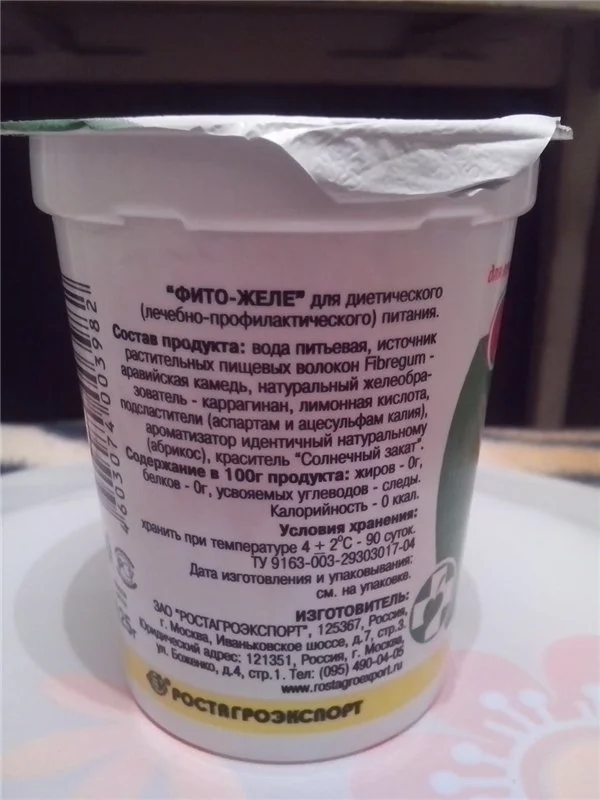 для
"ФИТО-ЖЕЛЕ" для диетического
(лечебно-профилактического) питания.
Состав продукта: вода питьевая, источник
растительных пищевых волокон Fibregum -
аравийская камедь, натуральный желеобра-
зователь - каррагинан, лимонная кислота,
подсластители (аспартам и ацесульфам калия),
ароматизатор идентичный натуральному
(абрикос), краситель "Солнечный закат".
Содержание в 100г продукта: жиров - 0г,
белков - 0г, усвояемых углеводов - следы.
Калорийность - 0 ккал.
Условия хранения:
хранить при температуре 4 ± 2°С - 90 суток.
ТУ 9163-003-29303017-04
Дата изготовления и упаковывания:
см. на упаковке.
ИЗГОТОВИТЕЛЬ:
ЗАО "РОСТАГРОЭКСПОРТ", 125367, Россия,
г. Москва, Иваньковское шоссе, д.7, стр.3.
Юридический адрес: 121351, Россия, г. Москва,
ул. Боженко, д.4, стр.1. Тел: (095) 490-04-05
www.rostagroexport.ru
РОСТАГРОЭКСПОРТ
4603074003982